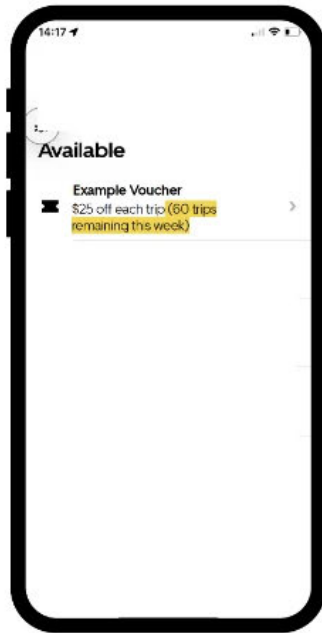 14:17
Available
Example Voucher
$25 off each trip (60 trips
remaining this week)